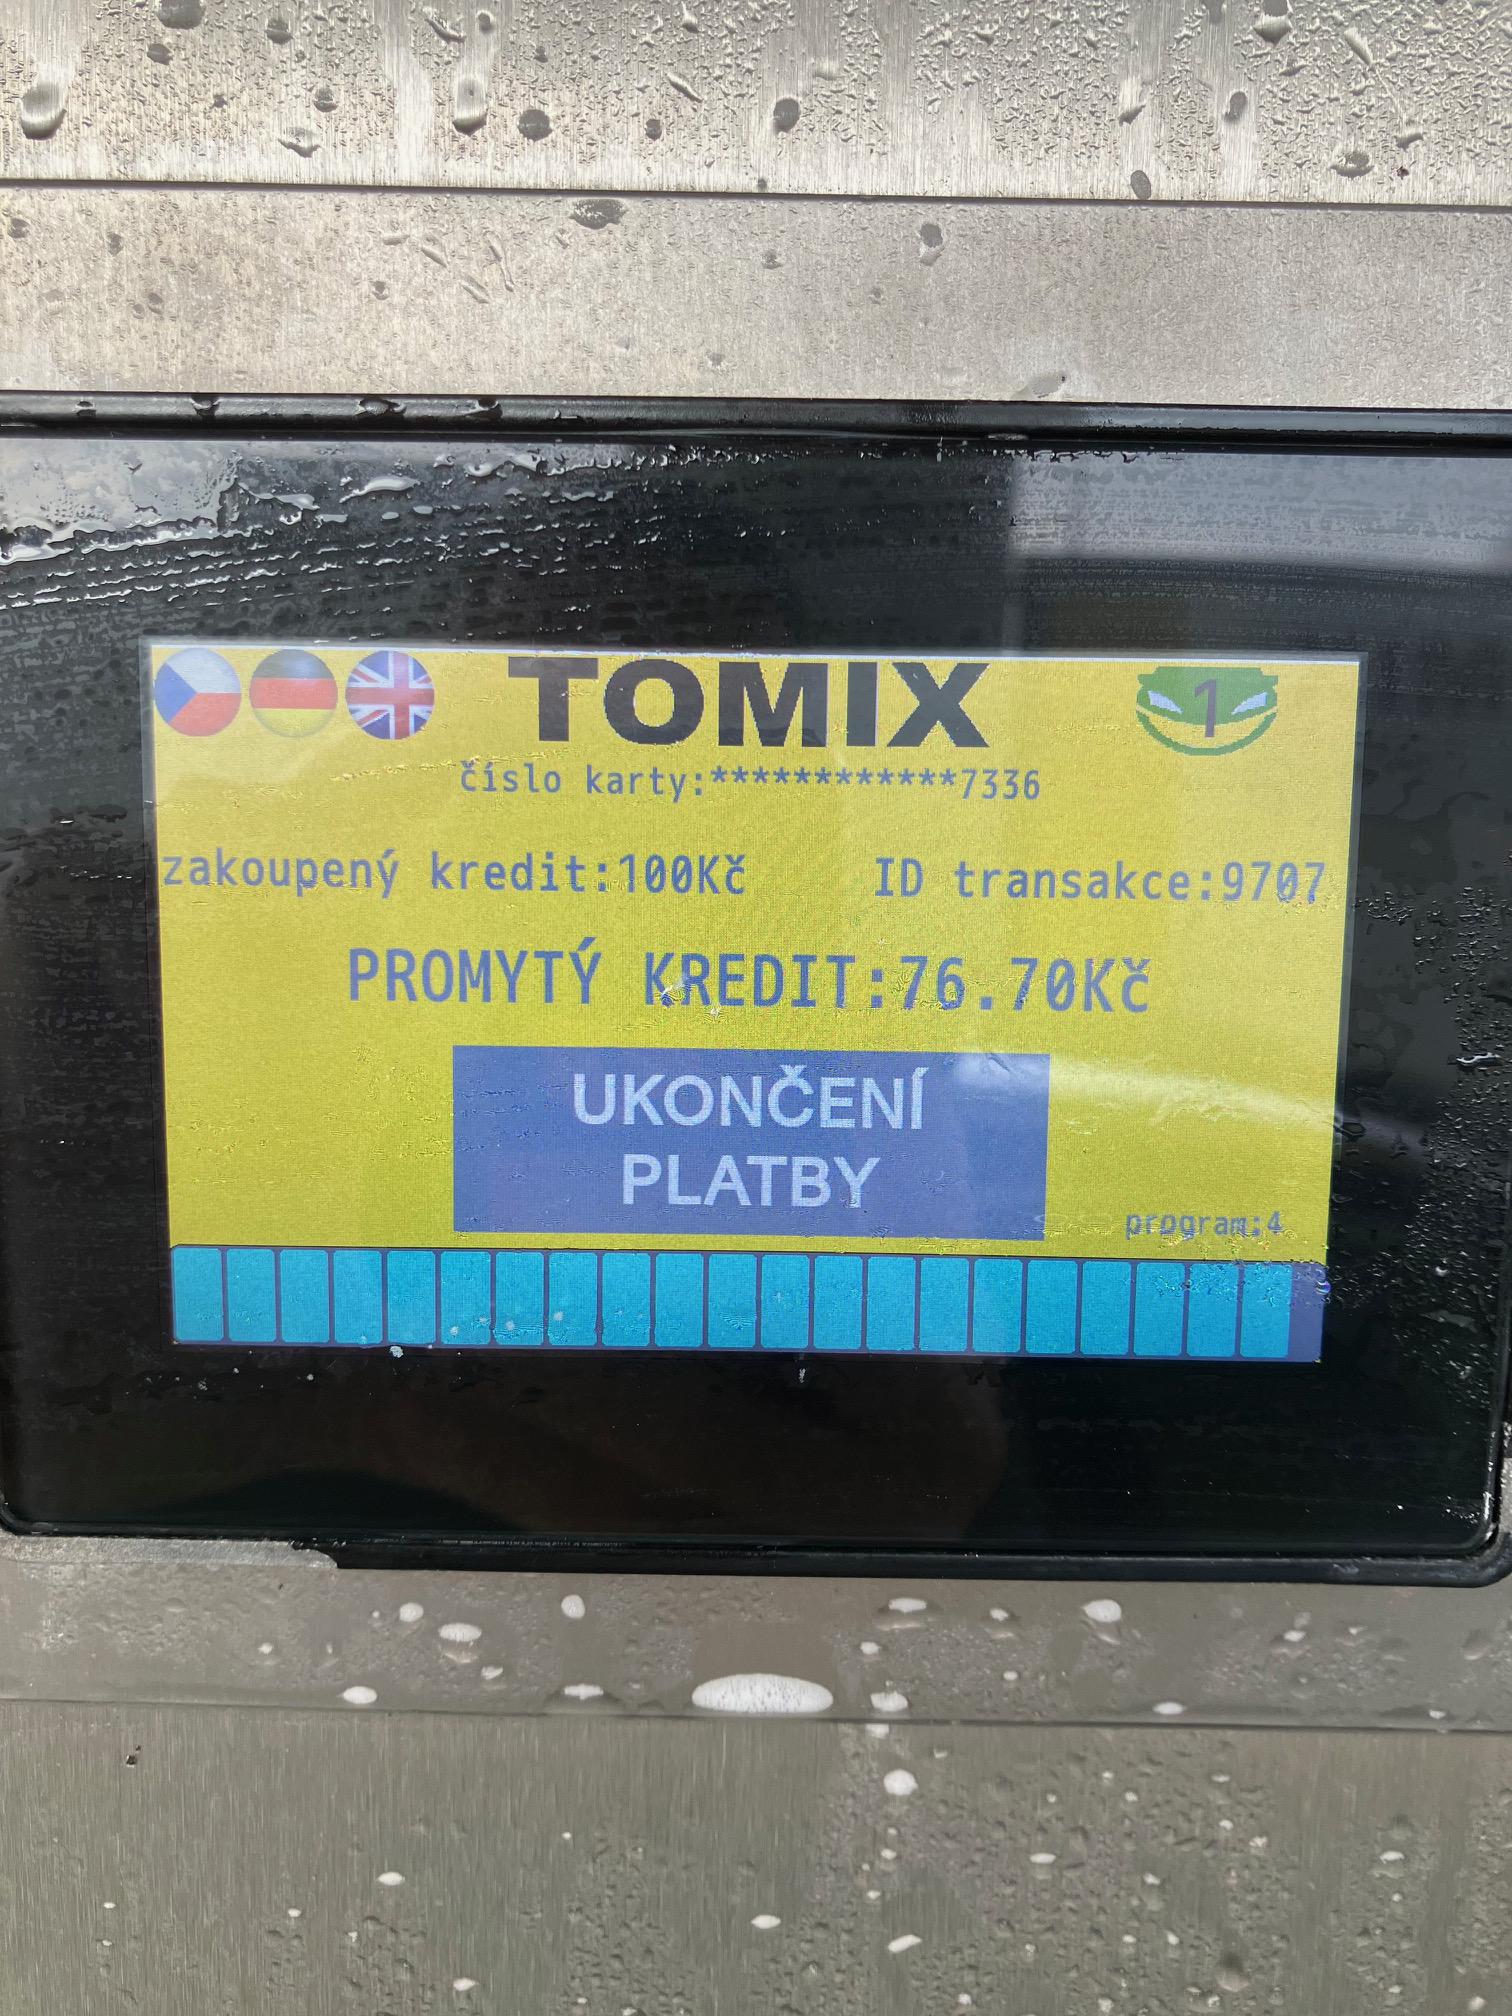 TOMIX
1
číslo karty:************7336
zakoupený kredit:100Kč ID transakce:9707
PROMYTÝ KREDIT:76.70Kč
UKONČENÍ
PLATBY
program:4